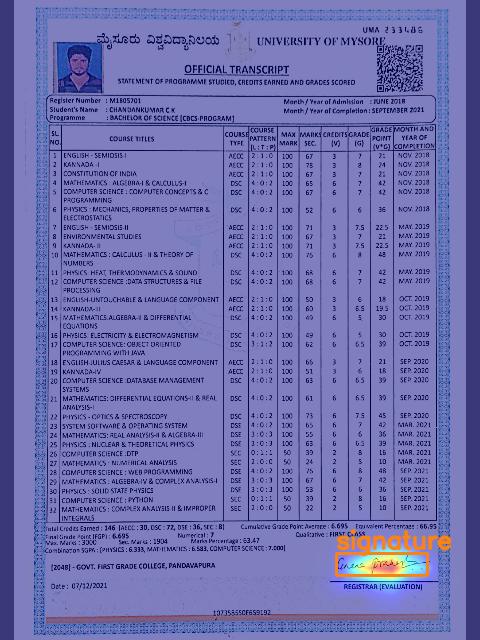 UMA 233486
ಮೈಸೂರು ವಿಶ್ವವಿದ್ಯಾನಿಲಯ UNIVERSITY OF MYSORE
OFFICIAL TRANSCRIPT
STATEMENT OF PROGRAMME STUDIED, CREDITS EARNED AND GRADES SCORED
Register Number : M1805701 Month / Year of Admission : JUNE 2018
Student's Name : CHANDANKUMAR C K Month / Year of Completion : SEPTEMBER 2021
Programme : BACHELOR OF SCIENCE [CBCS-PROGRAM]
SL. NO. COURSE TITLES COURSE TYPE COURSE PATTERN (L : T : P) MAX MARK MARKS SEC. CREDITS (V) GRADE (G) GRADE POINT (V*G) MONTH AND YEAR OF COMPLETION
1 ENGLISH - SEMIOSIS-I AECC 2 : 1 : 0 100 67 3 7 21 NOV. 2018
2 KANNADA -I AECC 2 : 1 : 0 100 78 3 8 24 NOV. 2018
3 CONSTITUTION OF INDIA AECC 2 : 1 : 0 100 67 3 7 21 NOV. 2018
4 MATHEMATICS : ALGEBRA-I & CALCULUS-I DSC 4 : 0 : 2 100 65 6 7 42 NOV. 2018
5 COMPUTER SCIENCE : COMPUTER CONCEPTS & C PROGRAMMING DSC 4 : 0 : 2 100 67 6 7 42 NOV. 2018
6 PHYSICS : MECHANICS, PROPERTIES OF MATTER & ELECTROSTATICS DSC 4 : 0 : 2 100 52 6 6 36 NOV. 2018
7 ENGLISH - SEMIOSIS-II AECC 2 : 1 : 0 100 71 3 7.5 22.5 MAY. 2019
8 ENVIRONMENTAL STUDIES AECC 2 : 1 : 0 100 67 3 7 21 MAY. 2019
9 KANNADA- II AECC 2 : 1 : 0 100 71 3 7.5 22.5 MAY. 2019
10 MATHEMATICS : CALCULUS - II & THEORY OF NUMBERS DSC 4 : 0 : 2 100 76 6 8 48 MAY. 2019
11 PHYSICS: HEAT, THERMODYNAMICS & SOUND DSC 4 : 0 : 2 100 68 6 7 42 MAY. 2019
12 COMPUTER SCIENCE :DATA STRUCTURES & FILE PROCESSING DSC 4 : 0 : 2 100 68 6 7 42 MAY. 2019
13 ENGLISH-UNTOUCHABLE & LANGUAGE COMPONENT AECC 2 : 1 : 0 100 50 3 6 18 OCT. 2019
14 KANNADA-III AECC 2 : 1 : 0 100 60 3 6.5 19.5 OCT. 2019
15 MATHEMATICS:ALGEBRA-II & DIFFERENTIAL EQUATIONS DSC 4 : 0 : 2 100 49 6 5 30 OCT. 2019
16 PHYSICS: ELECTRICITY & ELECTROMAGNETISM DSC 4 : 0 : 2 100 49 6 5 30 OCT. 2019
17 COMPUTER SCIENCE: OBJECT ORIENTED PROGRAMMING WITH JAVA DSC 3 : 1 : 2 100 62 6 6.5 39 OCT. 2019
18 ENGLISH-JULIUS CAESAR & LANGUAGE COMPONENT AECC 2 : 1 : 0 100 66 3 7 21 SEP. 2020
19 KANNADA-IV AECC 2 : 1 : 0 100 51 3 6 18 SEP. 2020
20 COMPUTER SCIENCE :DATABASE MANAGEMENT SYSTEMS DSC 4 : 0 : 2 100 63 6 6.5 39 SEP. 2020
21 MATHEMATICS: DIFFERENTIAL EQUATIONS-II & REAL ANALYSIS-I DSC 4 : 0 : 2 100 61 6 6.5 39 SEP. 2020
22 PHYSICS - OPTICS & SPECTROSCOPY DSC 4 : 0 : 2 100 73 6 7.5 45 SEP. 2020
23 SYSTEM SOFTWARE & OPERATING SYSTEM DSE 4 : 0 : 2 100 65 6 7 42 MAR. 2021
24 MATHEMATICS: REAL ANALYSIS-II & ALGEBRA-III DSE 3 : 0 : 3 100 55 6 6 36 MAR. 2021
25 PHYSICS : NUCLEAR & THEORETICAL PHYSICS DSE 3 : 0 : 3 100 63 6 6.5 39 MAR. 2021
26 COMPUTER SCIENCE :DTP SEC 0 : 1 : 1 50 39 2 8 16 MAR. 2021
27 MATHEMATICS : NUMERICAL ANALYSIS SEC 2 : 0 : 0 50 24 2 5 10 MAR. 2021
28 COMPUTER SCIENCE : WEB PROGRAMMING DSE 4 : 0 : 2 100 76 6 8 48 SEP. 2021
29 MATHEMATICS : ALGEBRA-IV & COMPLEX ANALYSIS-I DSE 3 : 0 : 3 100 67 6 7 42 SEP. 2021
30 PHYSICS : SOLID STATE PHYSICS DSE 3 : 0 : 3 100 53 6 6 36 SEP. 2021
31 COMPUTER SCIENCE : PYTHON SEC 0 : 1 : 1 50 39 2 8 16 SEP. 2021
32 MATHEMATICS : COMPLEX ANALYSIS-II & IMPROPER INTEGRALS SEC 2 : 0 : 0 50 22 2 5 10 SEP. 2021
Total Credits Earned : 146 [AECC : 30, DSC : 72, DSE : 36, SEC : 8] Cumulative Grade Point Average : 6.695 Equivalent Percentage : 66.95
Final Grade Point (FGP) : 6.695 Numerical : 7 Qualitative : FIRST CLASS
Max. Marks : 3000 Sec. Marks : 1904 Marks Percentage : 63.47
Combination SGPA : [PHYSICS : 6.333, MATHEMATICS : 6.583, COMPUTER SCIENCE : 7.000]
signature
[2048] - GOVT. FIRST GRADE COLLEGE, PANDAVAPURA
Date : 07/12/2021 REGISTRAR (EVALUATION)
107358550F659192